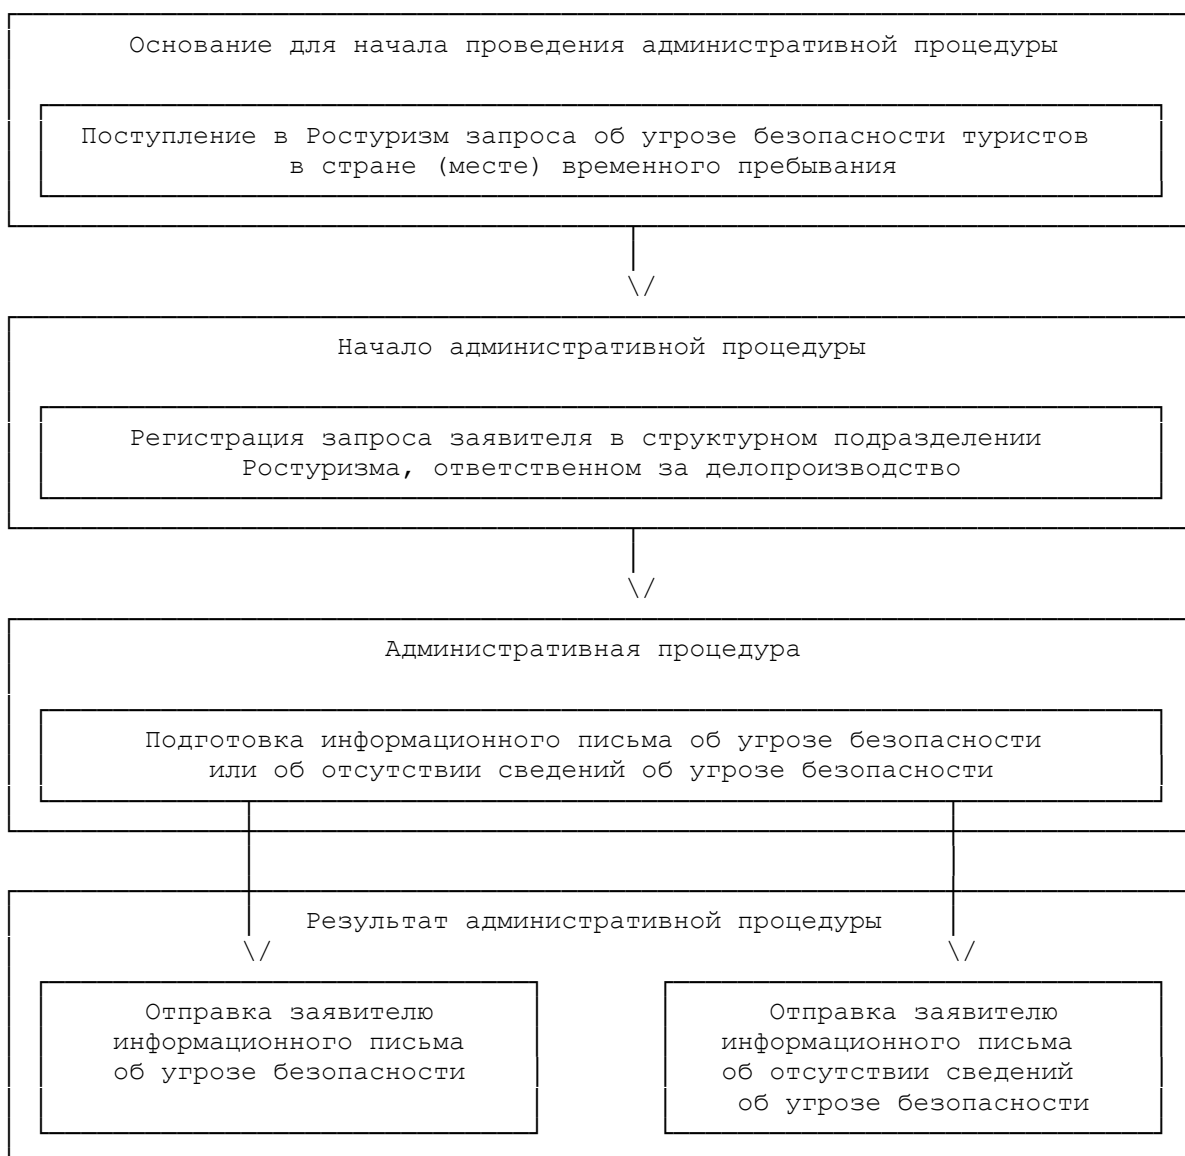 Основание для начала проведения административной процедуры
Поступление в Ростуризм запроса об угрозе безопасности туристов
в стране (месте) временного пребывания
\/
Начало административной процедуры
Регистрация запроса заявителя в структурном подразделении
Ростуризма, ответственном за делопроизводство
\/
Административная процедура
Подготовка информационного письма об угрозе безопасности
или об отсутствии сведений об угрозе безопасности
Результат административной процедуры
\/ \/
Отправка заявителю
информационного письма
об угрозе безопасности
Отправка заявителю
информационного письма
об отсутствии сведений
об угрозе безопасности